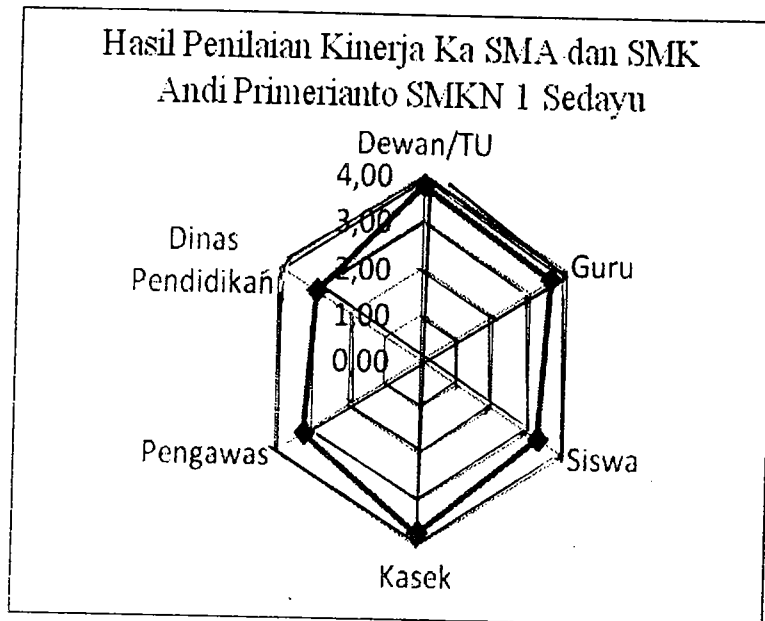 Hasil Penilaian Kinerja Ka SMA dan SMK
Andi Primerianto SMKN 1 Sedayu
Dewan/TU
4,00
3,00
2,00
1,00
0,00
Guru
Siswa
Kasek
Pengawas
Dinas
Pendidikan